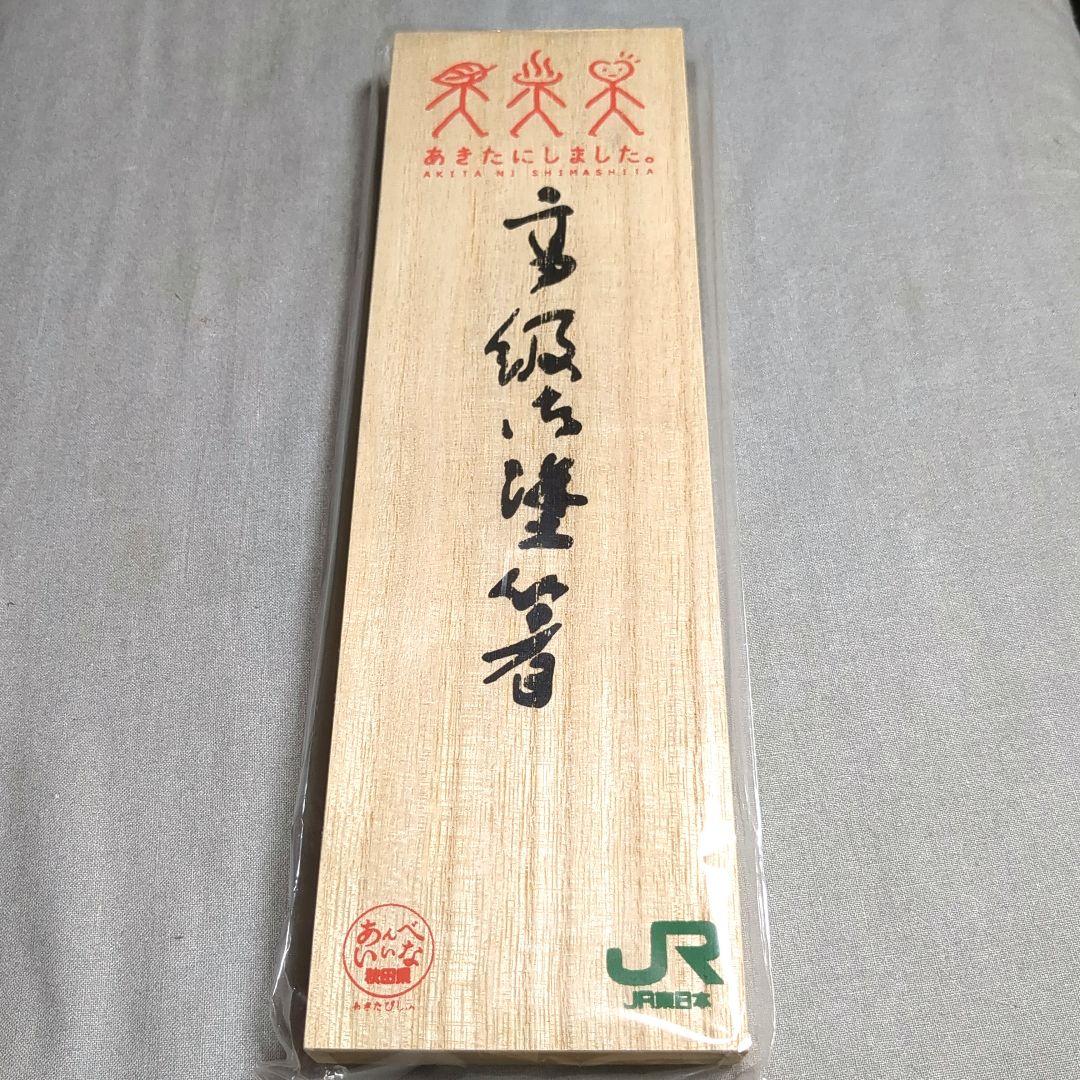 あきたにしました。
AKITA NI SHIMASHITA
高級御塗箸
あんべ
いいな
秋田県
あきたびじょん
JR
JR東日本